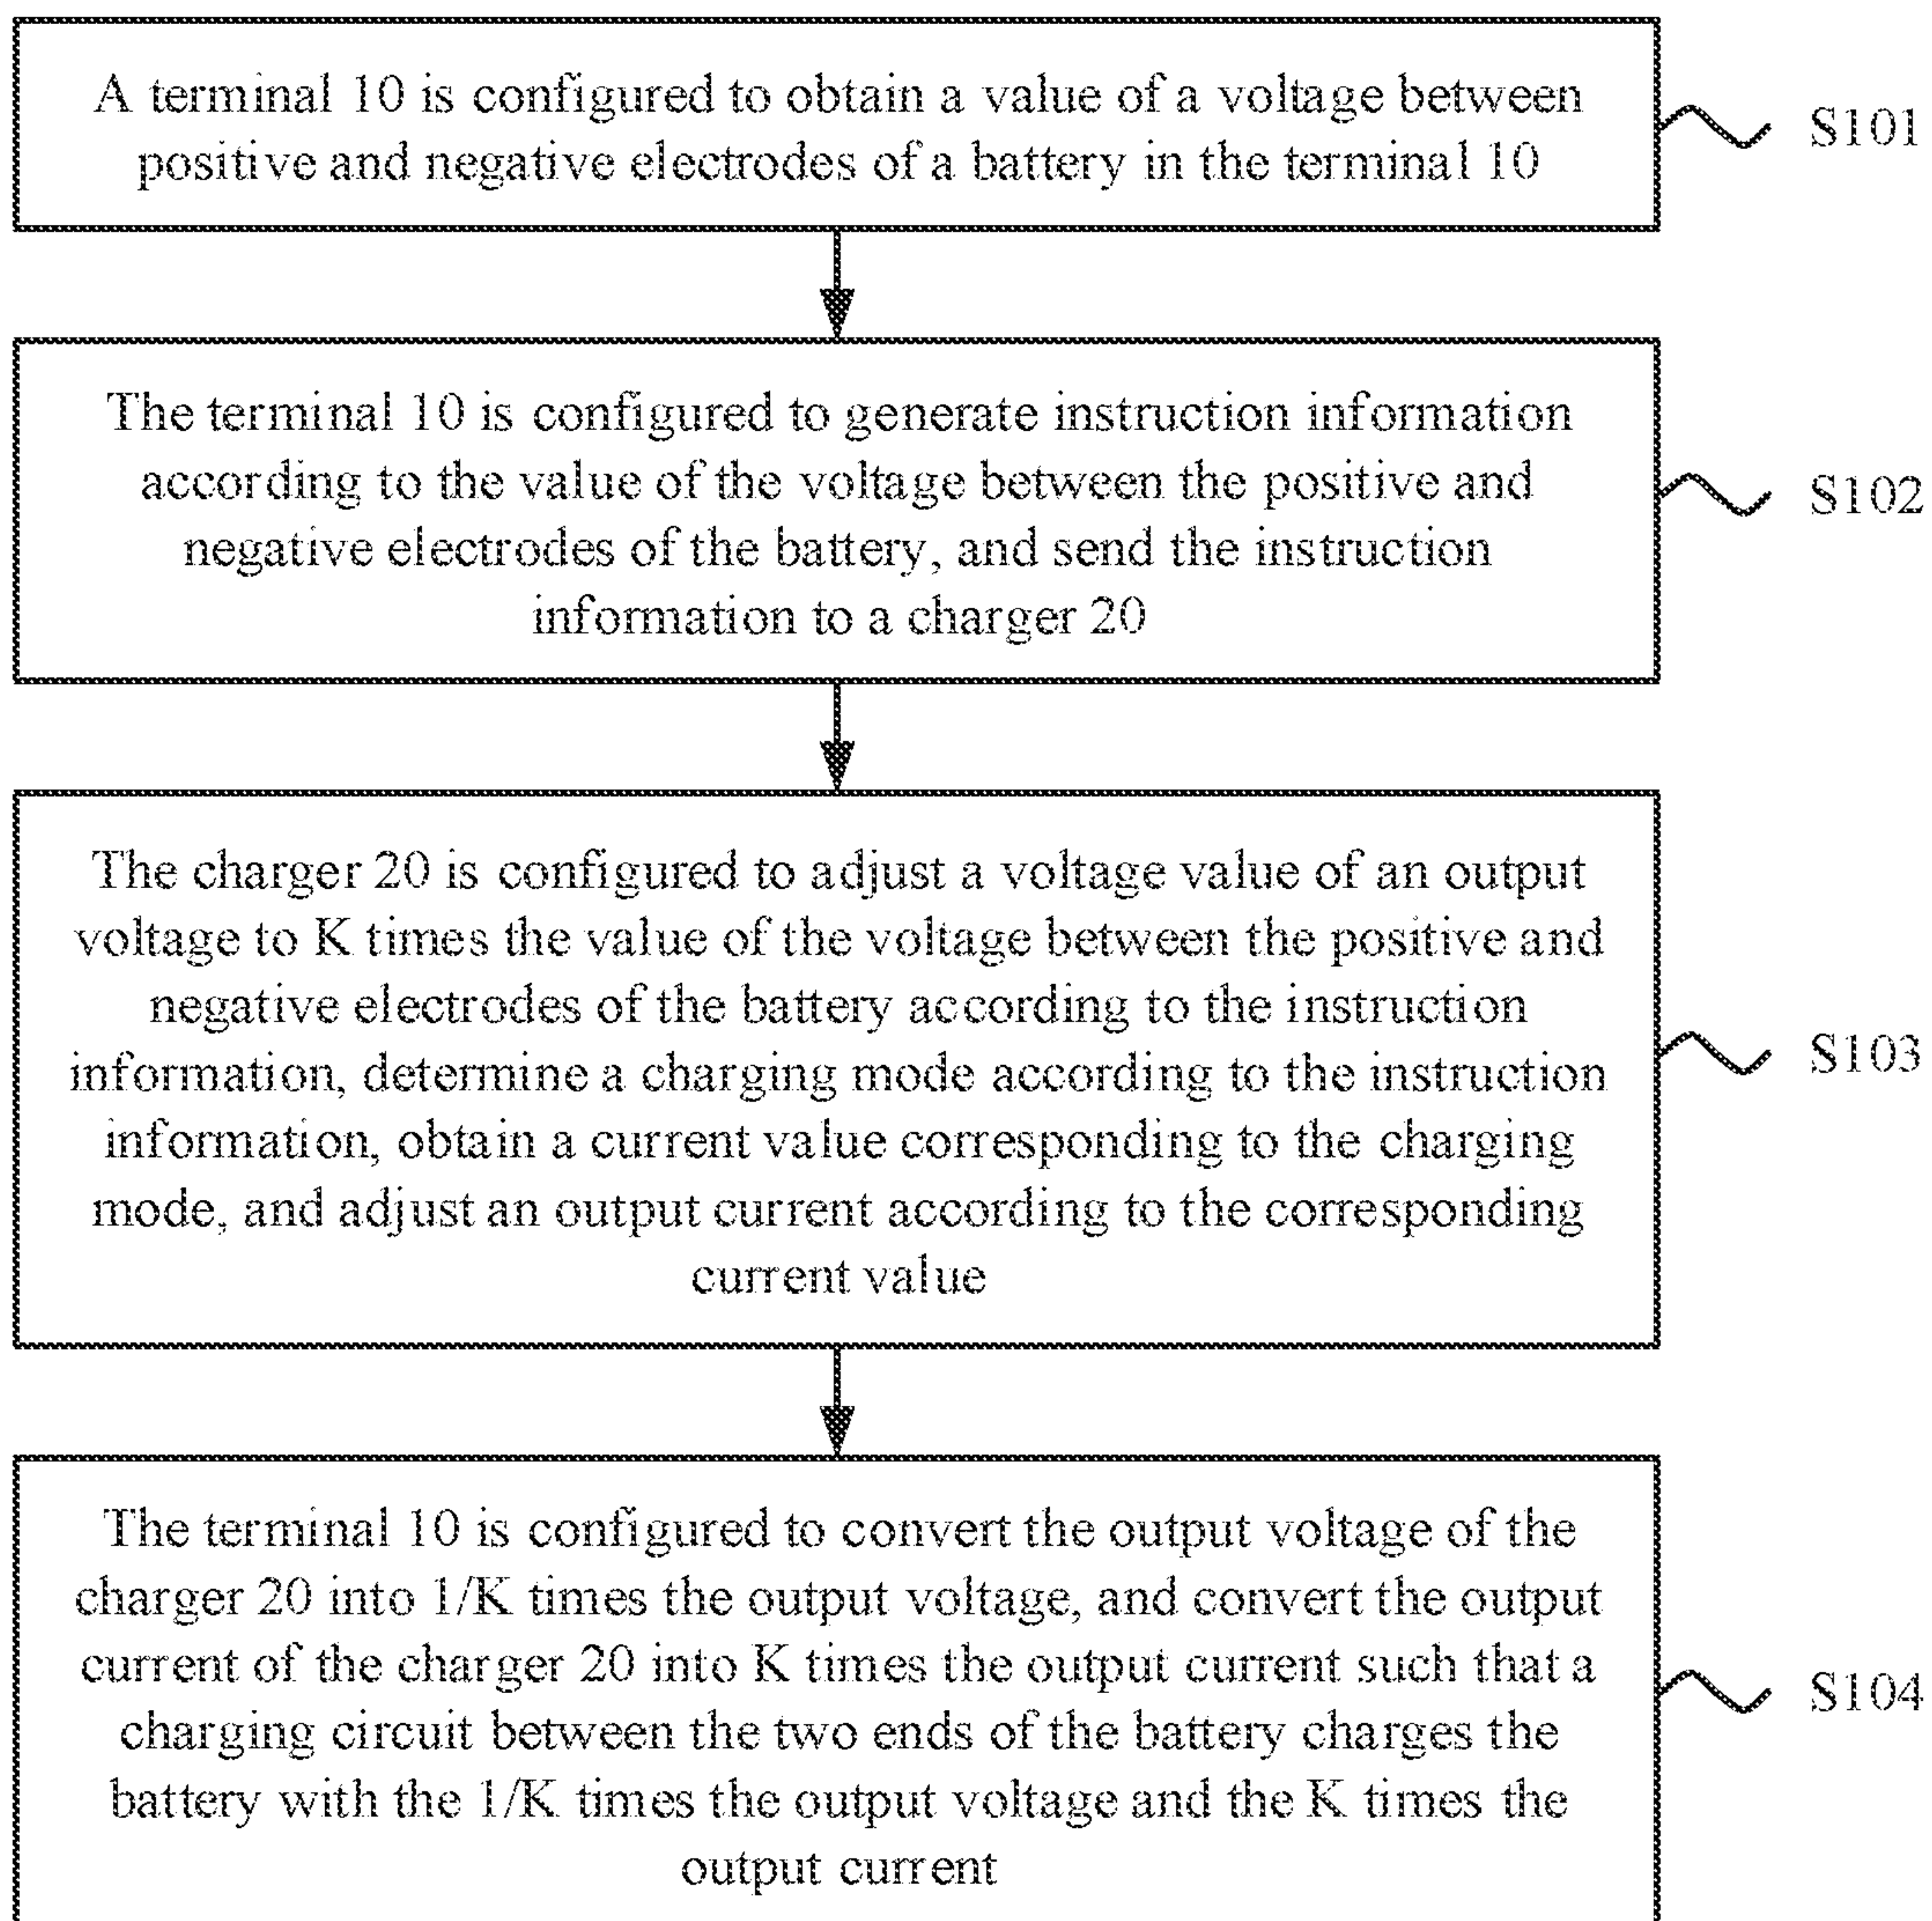 A terminal 10 is configured to obtain a value of a voltage between
positive and negative electrodes of a battery in the terminal 10
S101
The terminal 10 is configured to generate instruction information
according to the value of the voltage between the positive and
negative electrodes of the battery, and send the instruction
information to a charger 20
S102
The charger 20 is configured to adjust a voltage value of an output
voltage to K times the value of the voltage between the positive and
negative electrodes of the battery according to the instruction
information, determine a charging mode according to the instruction
information, obtain a current value corresponding to the charging
mode, and adjust an output current according to the corresponding
current value
S103
The terminal 10 is configured to convert the output voltage of the
charger 20 into 1/K times the output voltage, and convert the output
current of the charger 20 into K times the output current such that a
charging circuit between the two ends of the battery charges the
battery with the 1/K times the output voltage and the K times the
output current
S104